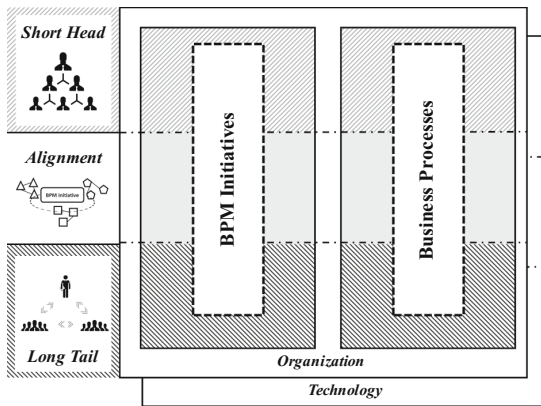 Short Head
Alignment
BPM Initiative
Long Tail
BPM Initiatives
Business Processes
Organization
Technology